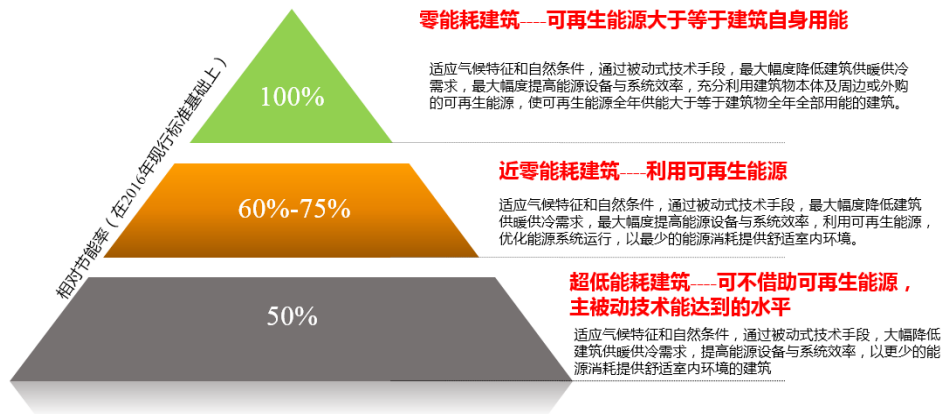 零能耗建筑----可再生能源大于等于建筑自身用能
适应气候特征和自然条件，通过被动式技术手段，最大幅度降低建筑供暖供冷
需求，最大幅度提高能源设备与系统效率，充分利用建筑物本体及周边或外购
的可再生能源，使可再生能源全年供能大于等于建筑物全年全部用能的建筑。
100%
相对节能率（在2016年现行标准基础上）
近零能耗建筑----利用可再生能源
适应气候特征和自然条件，通过被动式技术手段，最大幅度降低建筑
供暖供冷需求，最大幅度提高能源设备与系统效率，利用可再生能源，
优化能源系统运行，以最少的能源消耗提供舒适室内环境。
60%-75%
超低能耗建筑----可不借助可再生能源，
主被动技术能达到的水平
适应气候特征和自然条件，通过被动式技术手段，大幅降低
建筑供暖供冷需求，提高能源设备与系统效率，以更少的能
源消耗提供舒适室内环境的建筑
50%